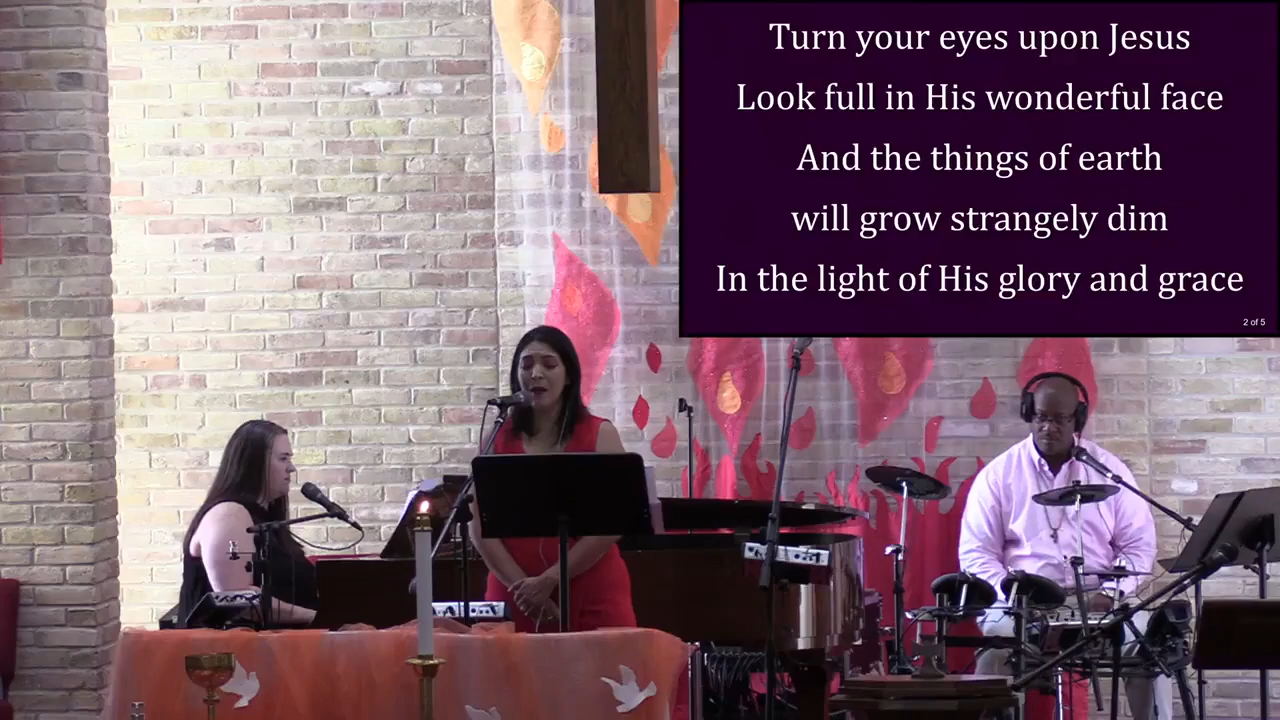 Turn your eyes upon Jesus
Look full in His wonderful face
And the things of earth
will grow strangely dim
In the light of His glory and grace
2 of 5